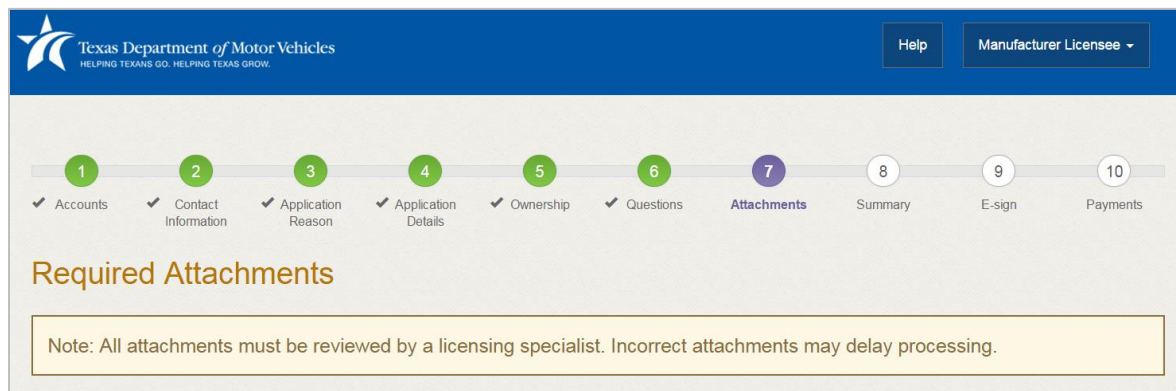 Texas Department of Motor Vehicles
HELPING TEXANS GO. HELPING TEXAS GROW.
Help
Manufacturer Licensee
1
2
3
4
5
6
7
8
9
10
Accounts
Contact
Information
Application
Reason
Application
Details
Ownership
Questions
Attachments
Summary
E-sign
Payments
Required Attachments
Note: All attachments must be reviewed by a licensing specialist. Incorrect attachments may delay processing.